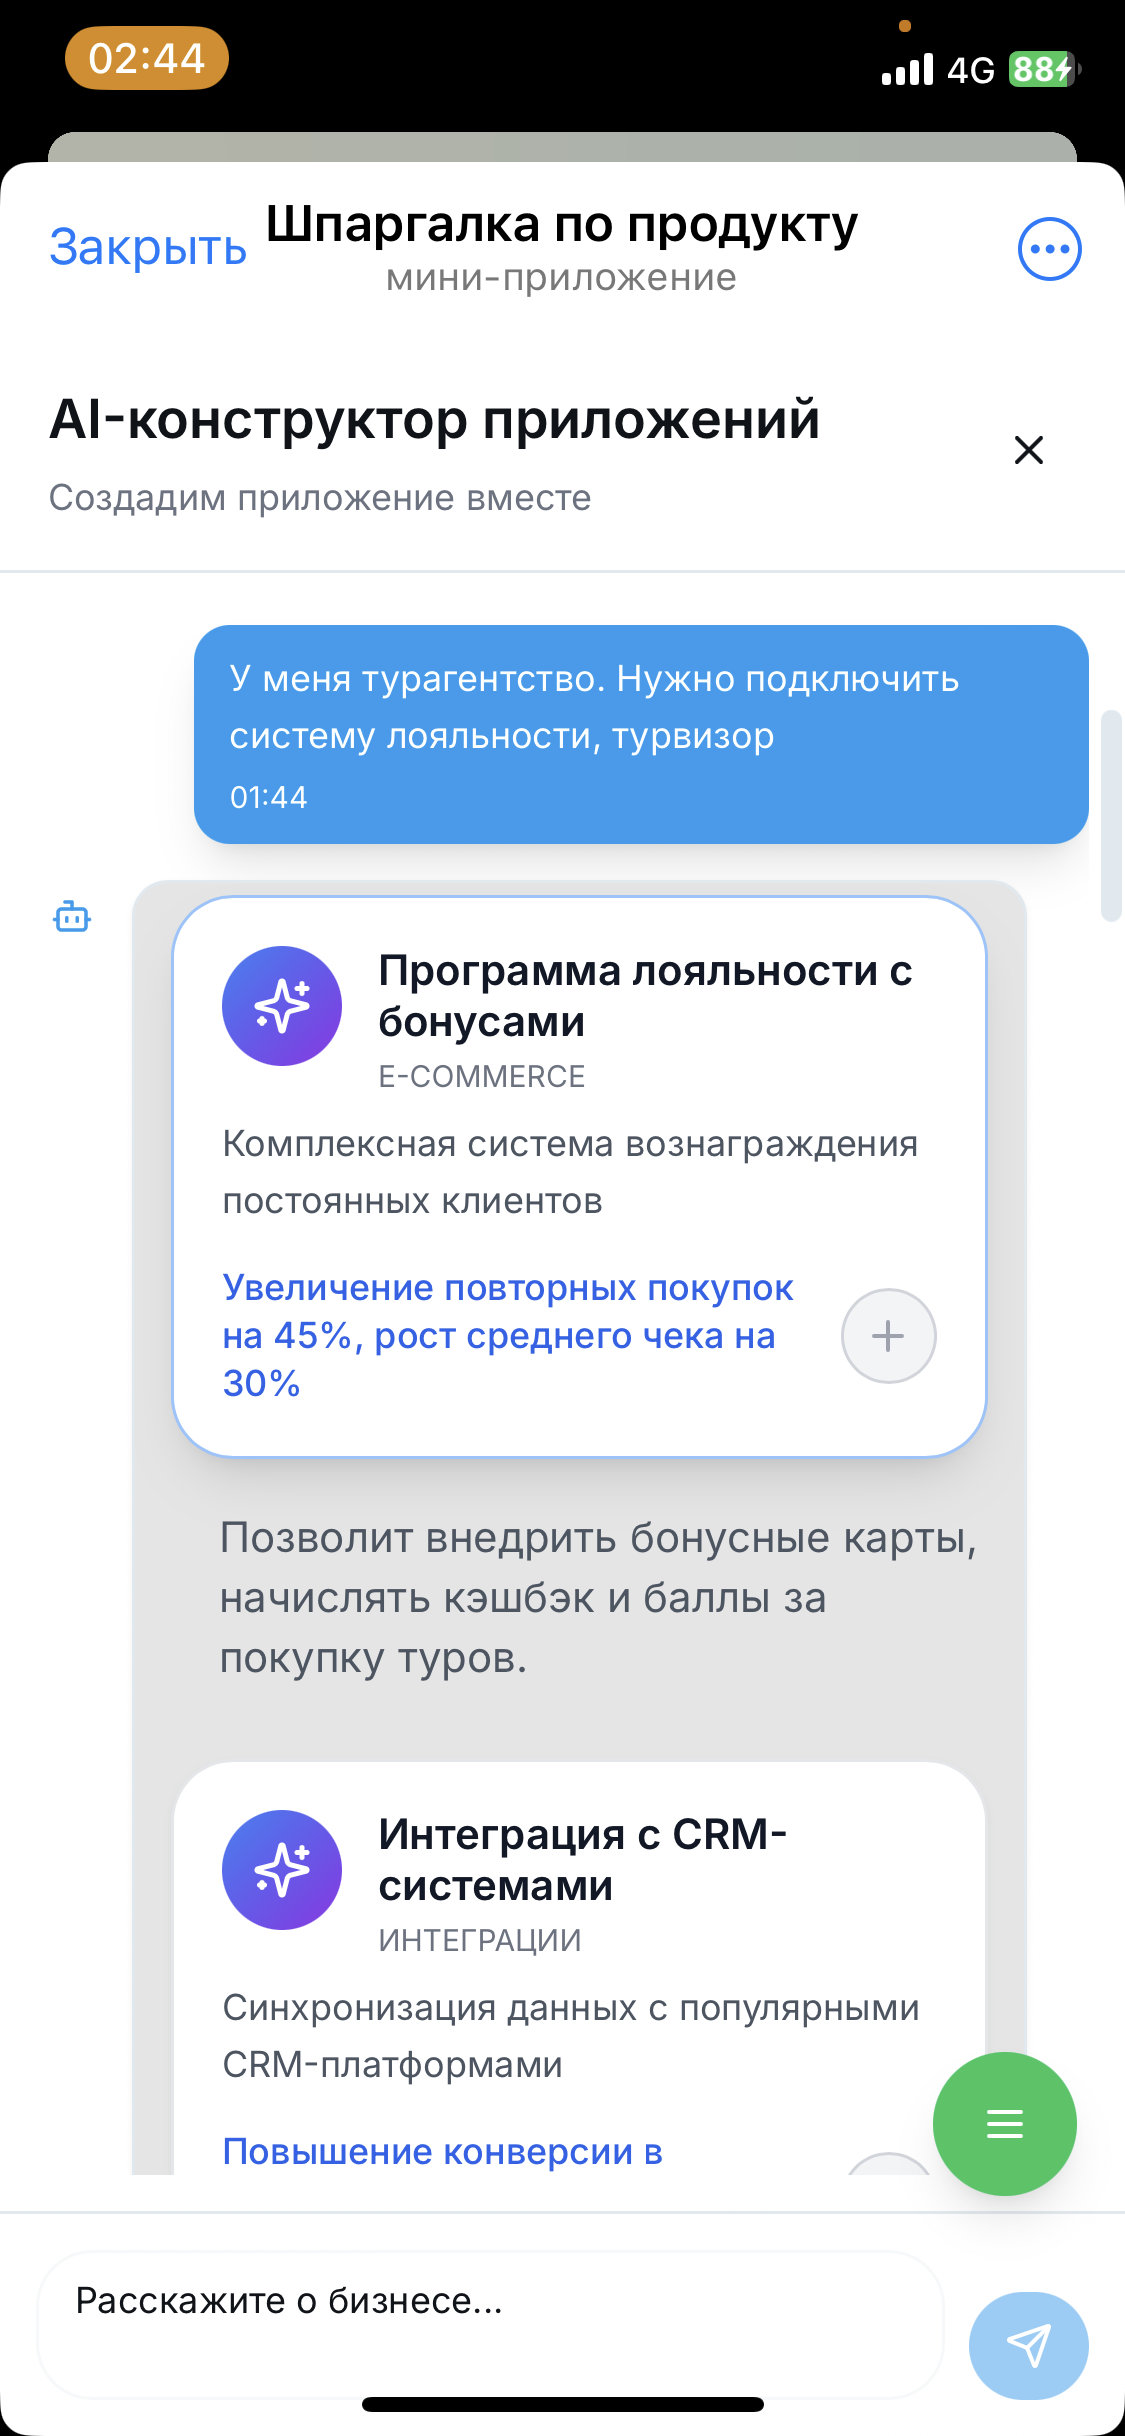 02:44
4G
88
Закрыть
Шпаргалка по продукту
мини-приложение
AI-конструктор приложений
Создадим приложение вместе
У меня турагентство. Нужно подключить
систему лояльности, турвизор
01:44
Программа лояльности с
бонусами
E-COMMERCE
Комплексная система вознаграждения
постоянных клиентов
Увеличение повторных покупок
на 45%, рост среднего чека на
30%
Позволит внедрить бонусные карты,
начислять кэшбэк и баллы за
покупку туров.
Интеграция с CRM-
системами
ИНТЕГРАЦИИ
Синхронизация данных с популярными
CRM-платформами
Повышение конверсии в
Расскажите о бизнесе...